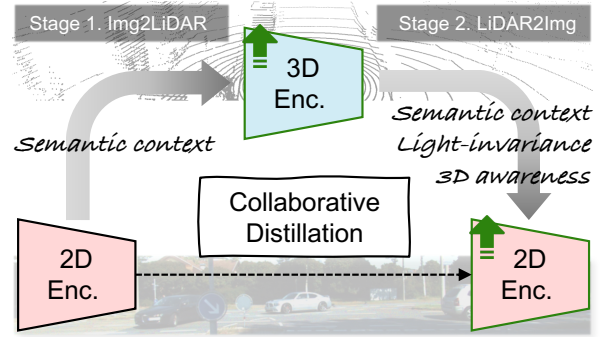 Stage 1. Img2LiDAR
Stage 2. LiDAR2Img
3D
Enc.
Semantic context
Semantic context
Light-invariance
3D awareness
Collaborative
Distillation
2D
Enc.
2D
Enc.